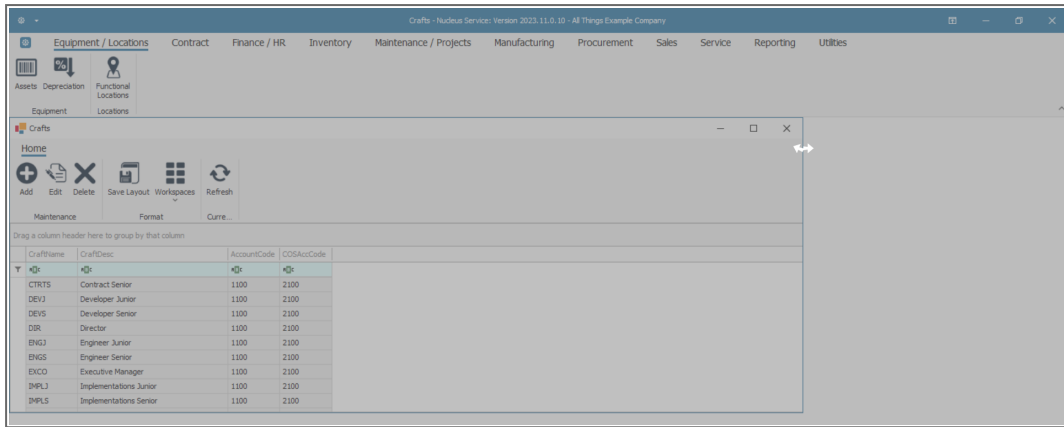 Crafts - Nucleus Service: Version 2023.11.0.10 - All Things Example Company
Equipment / Locations Contract Finance / HR Inventory Maintenance / Projects Manufacturing Procurement Sales Service Reporting Utilities
Assets Depreciation Functional Locations
Equipment Locations
Crafts
Home
Add Edit Delete Save Layout Workspaces Refresh
Maintenance Format Curre...
Drag a column header here to group by that column
CraftName CraftDesc AccountCode COSAccCode
CTRTS Contract Senior 1100 2100
DEVJ Developer Junior 1100 2100
DEVS Developer Senior 1100 2100
DIR Director 1100 2100
ENGJ Engineer Junior 1100 2100
ENGS Engineer Senior 1100 2100
EXCO Executive Manager 1100 2100
IMPLJ Implementations Junior 1100 2100
IMPLS Implementations Senior 1100 2100